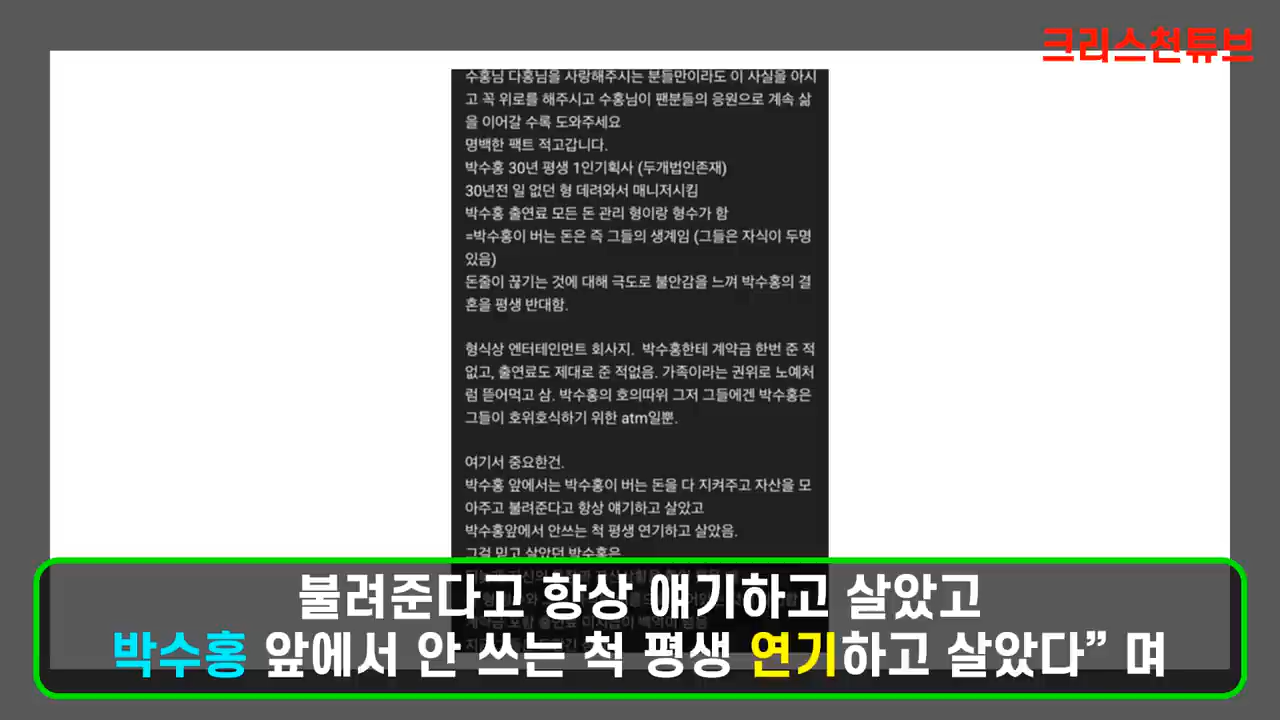 크리스천튜브
수홍님 다홍님을 사랑해주시는 분들만이라도 이 사실을 아시
고 꼭 위로를 해주시고 수홍님이 팬분들의 응원으로 계속 삶
을 이어갈 수록 도와주세요
명백한 팩트 적고갑니다.
박수홍 30년 평생 1인기획사 (두개법인존재)
30년전 일 없던 형 데려와서 매니저시킴
박수홍 출연료 모든 돈 관리 형이랑 형수가 함
=박수홍이 버는 돈은 즉 그들의 생계임 (그들은 자식이 두명
있음)
돈줄이 끊기는 것에 대해 극도로 불안감을 느껴 박수홍의 결
혼을 평생 반대함.
형식상 엔터테인먼트 회사지. 박수홍한테 계약금 한번 준 적
없고, 출연료도 제대로 준 적없음. 가족이라는 권위로 노예처
럼 뜯어먹고 삼. 박수홍의 호의따위 그저 그들에겐 박수홍은
그들이 호위호식하기 위한 atm일뿐.
여기서 중요한건.
박수홍 앞에서는 박수홍이 버는 돈을 다 지켜주고 자산을 모
아주고 불려준다고 항상 얘기하고 살았고
박수홍앞에서 안쓰는 척 평생 연기하고 살았음.
그걸 믿고 살았던 박수홍은
불려준다고 항상 얘기하고 살았고
박수홍 앞에서 안 쓰는 척 평생 연기하고 살았다” 며